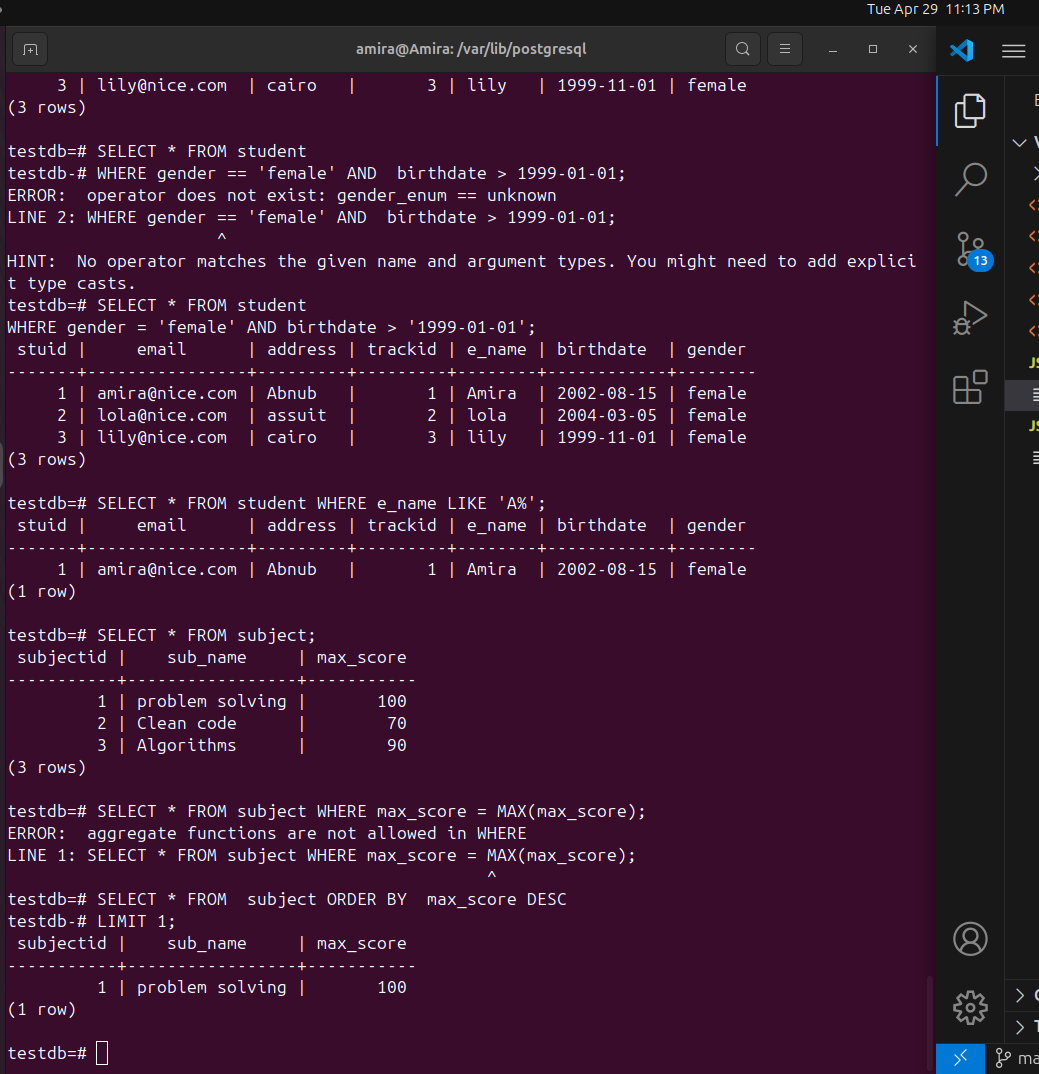 Tue Apr 29 11:13 PM
amira@Amira: /var/lib/postgresql
     3 | lily@nice.com  | cairo   |       3 | lily   | 1999-11-01 | female
(3 rows)
testdb=# SELECT * FROM student
testdb-# WHERE gender == 'female' AND  birthdate > 1999-01-01;
ERROR:  operator does not exist: gender_enum == unknown
LINE 2: WHERE gender == 'female' AND  birthdate > 1999-01-01;
                     ^
HINT:  No operator matches the given name and argument types. You might need to add explici
t type casts.
testdb=# SELECT * FROM student
WHERE gender = 'female' AND birthdate > '1999-01-01';
 stuid |     email      | address | trackid | e_name | birthdate  | gender
-------+----------------+---------+---------+--------+------------+--------
     1 | amira@nice.com | Abnub   |       1 | Amira  | 2002-08-15 | female
     2 | lola@nice.com  | assuit  |       2 | lola   | 2004-03-05 | female
     3 | lily@nice.com  | cairo   |       3 | lily   | 1999-11-01 | female
(3 rows)
testdb=# SELECT * FROM student WHERE e_name LIKE 'A%';
 stuid |     email      | address | trackid | e_name | birthdate  | gender
-------+----------------+---------+---------+--------+------------+--------
     1 | amira@nice.com | Abnub   |       1 | Amira  | 2002-08-15 | female
(1 row)
testdb=# SELECT * FROM subject;
 subjectid |    sub_name     | max_score
-----------+-----------------+-----------
         1 | problem solving |       100
         2 | Clean code      |        70
         3 | Algorithms      |        90
(3 rows)
testdb=# SELECT * FROM subject WHERE max_score = MAX(max_score);
ERROR:  aggregate functions are not allowed in WHERE
LINE 1: SELECT * FROM subject WHERE max_score = MAX(max_score);
                                                ^
testdb=# SELECT * FROM  subject ORDER BY  max_score DESC
testdb-# LIMIT 1;
 subjectid |    sub_name     | max_score
-----------+-----------------+-----------
         1 | problem solving |       100
(1 row)
testdb=#
13
JS
JS
ma